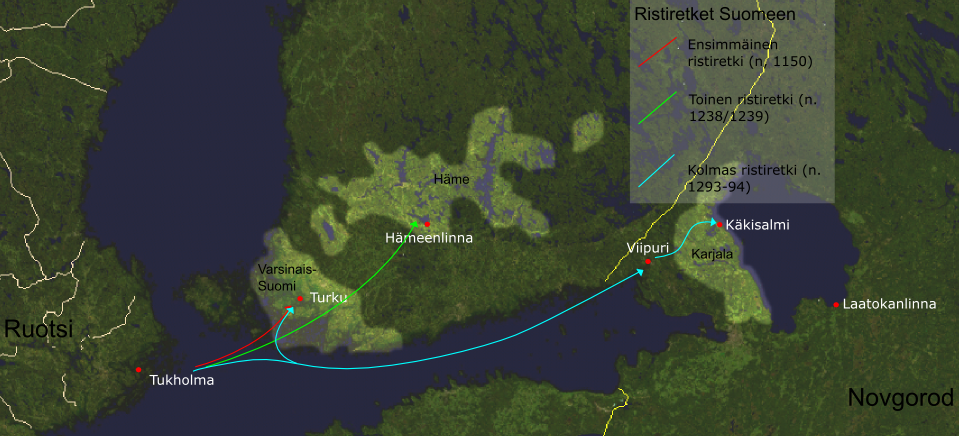 Ristiretket Suomeen
Ensimmäinen
ristiretki (n. 1150)
Toinen ristiretki (n.
1238/1239)
Kolmas ristiretki (n.
1293-94)
Häme
Hämeenlinna
Käkisalmi
Viipuri
Karjala
Varsinais-
Suomi
Turku
Laatokanlinna
Ruotsi
Tukholma
Novgorod